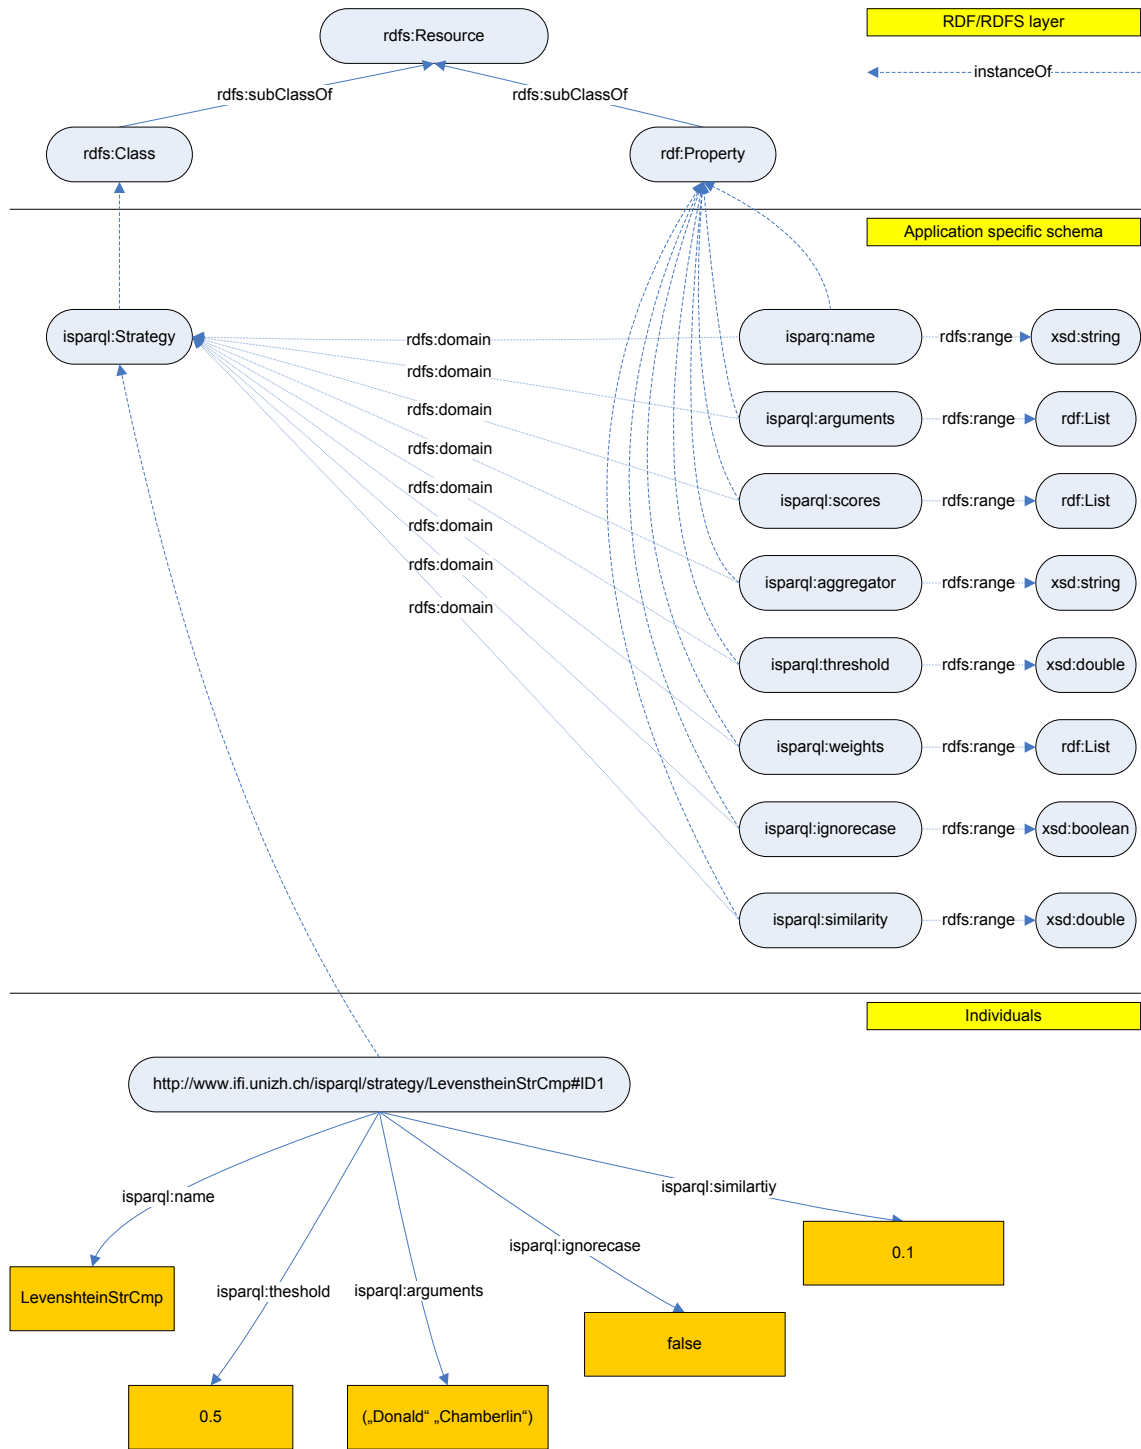 RDF/RDFS layer
rdfs:Resource
instanceOf
rdfs:subClassOf
rdfs:subClassOf
rdfs:Class
rdf:Property
Application specific schema
isparql:Strategy
rdfs:domain
isparq:name
rdfs:range
xsd:string
rdfs:domain
isparql:arguments
rdfs:range
rdf:List
rdfs:domain
rdfs:domain
isparql:scores
rdfs:range
rdf:List
rdfs:domain
rdfs:domain
isparql:aggregator
rdfs:range
xsd:string
rdfs:domain
rdfs:domain
isparql:threshold
rdfs:range
xsd:double
isparql:weights
rdfs:range
rdf:List
isparql:ignorecase
rdfs:range
xsd:boolean
isparql:similarity
rdfs:range
xsd:double
Individuals
http://www.ifi.unizh.ch/isparql/strategy/LevenstheinStrCmp#ID1
isparql:name
isparql:similartiy
isparql:ignorecase
0.1
LevenshteinStrCmp
isparql:theshold
isparql:arguments
false
0.5
(„Donald“ „Chamberlin“)